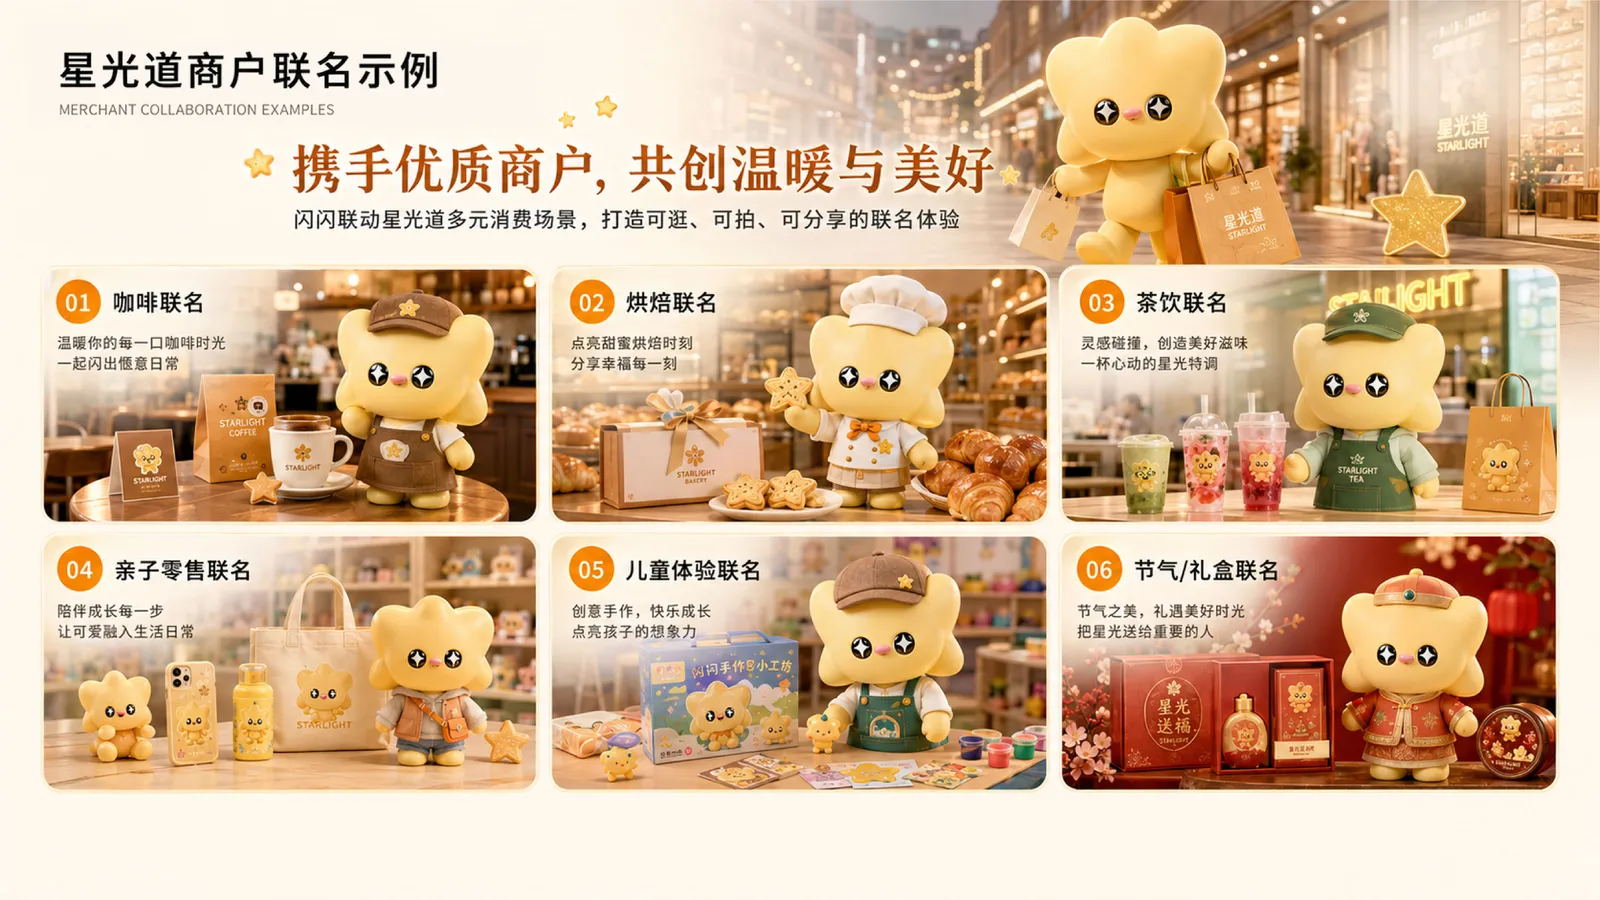 星光道商户联名示例
MERCHANT COLLABORATION EXAMPLES
携手优质商户, 共创温暖与美好
闪闪联动星光道多元消费场景，打造可逛、可拍、可分享的联名体验
星光道
STARLIGHT
星光道
STARLIGHT
01 咖啡联名
温暖你的每一口咖啡时光
一起闪出惬意日常
STARLIGHT
COFFEE
STARLIGHT
02 烘焙联名
点亮甜蜜烘焙时刻
分享幸福每一刻
STARLIGHT
BAKERY
03 茶饮联名
灵感碰撞，创造美好滋味
一杯心动的星光特调
STARLIGHT
STARLIGHT
TEA
04 亲子零售联名
陪伴成长每一步
让可爱融入生活日常
STARLIGHT
05 儿童体验联名
创意手作，快乐成长
点亮孩子的想象力
闪闪手作 小工坊
06 节气/礼盒联名
节气之美，礼遇美好时光
把星光送给重要的人
星光
送福
STARLIGHT